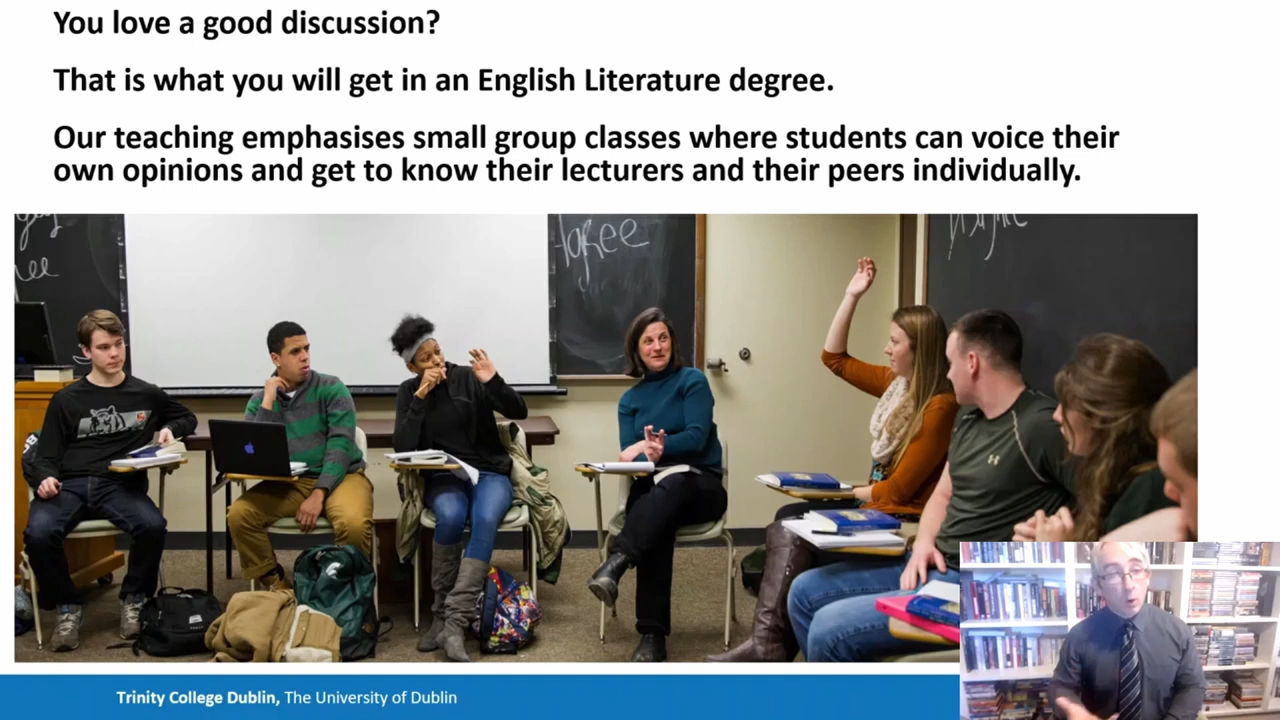 You love a good discussion?
That is what you will get in an English Literature degree.
Our teaching emphasises small group classes where students can voice their
own opinions and get to know their lecturers and their peers individually.
Agree
Trinity College Dublin, The University of Dublin